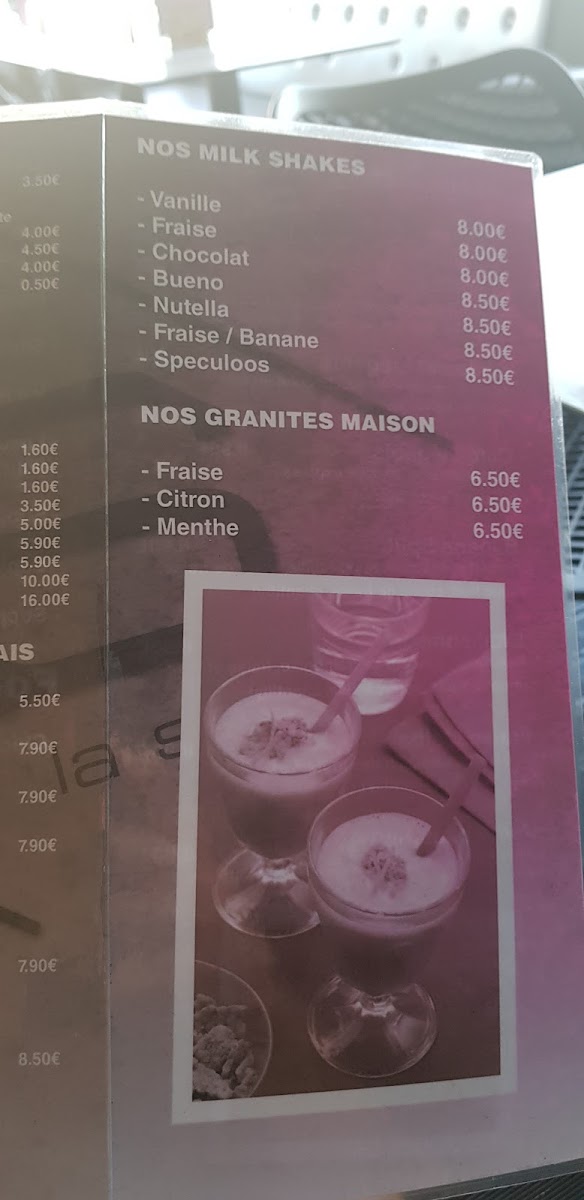 3.50€
te
4.00€
4.50€
4.00€
0.50€
1.60€
1.60€
1.60€
3.50€
5.00€
5.90€
5.90€
10.00€
16.00€
AIS
5.50€
7.90€
7.90€
7.90€
7.90€
8.50€
NOS MILK SHAKES
- Vanille 8.00€
- Fraise 8.00€
- Chocolat 8.00€
- Bueno 8.50€
- Nutella 8.50€
- Fraise / Banane 8.50€
- Speculoos 8.50€
NOS GRANITES MAISON
- Fraise 6.50€
- Citron 6.50€
- Menthe 6.50€
la s